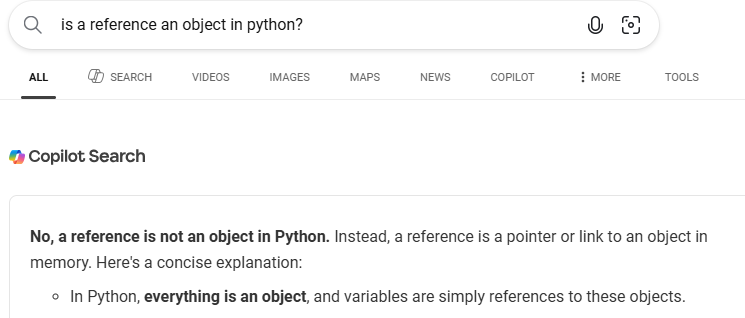 is a reference an object in python?
ALL SEARCH VIDEOS IMAGES MAPS NEWS COPILOT MORE TOOLS
Copilot Search
No, a reference is not an object in Python. Instead, a reference is a pointer or link to an object in
memory. Here's a concise explanation:
In Python, everything is an object, and variables are simply references to these objects.